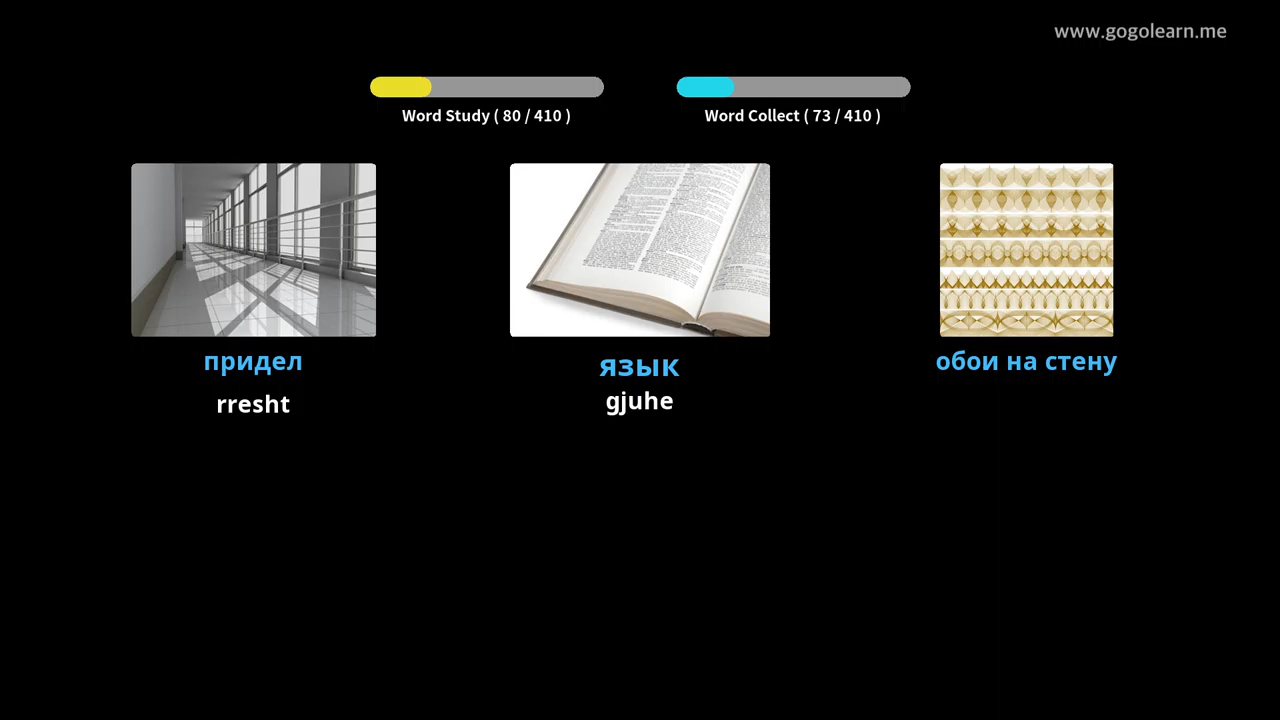 www.gogolearn.me
Word Study ( 80 / 410 )
Word Collect ( 73 / 410 )
придел
язык
обои на стену
rresht
gjuhe